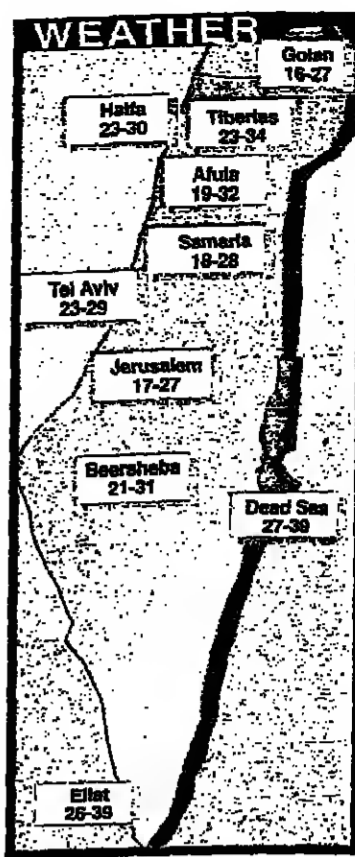 WEATHER
Golan
16-27
Haifa
23-30
Tiberias
23-34
Afula
19-32
Samaria
18-28
Tel Aviv
23-29
Jerusalem
17-27
Beersheba
21-31
Dead Sea
27-39
Eilat
26-39